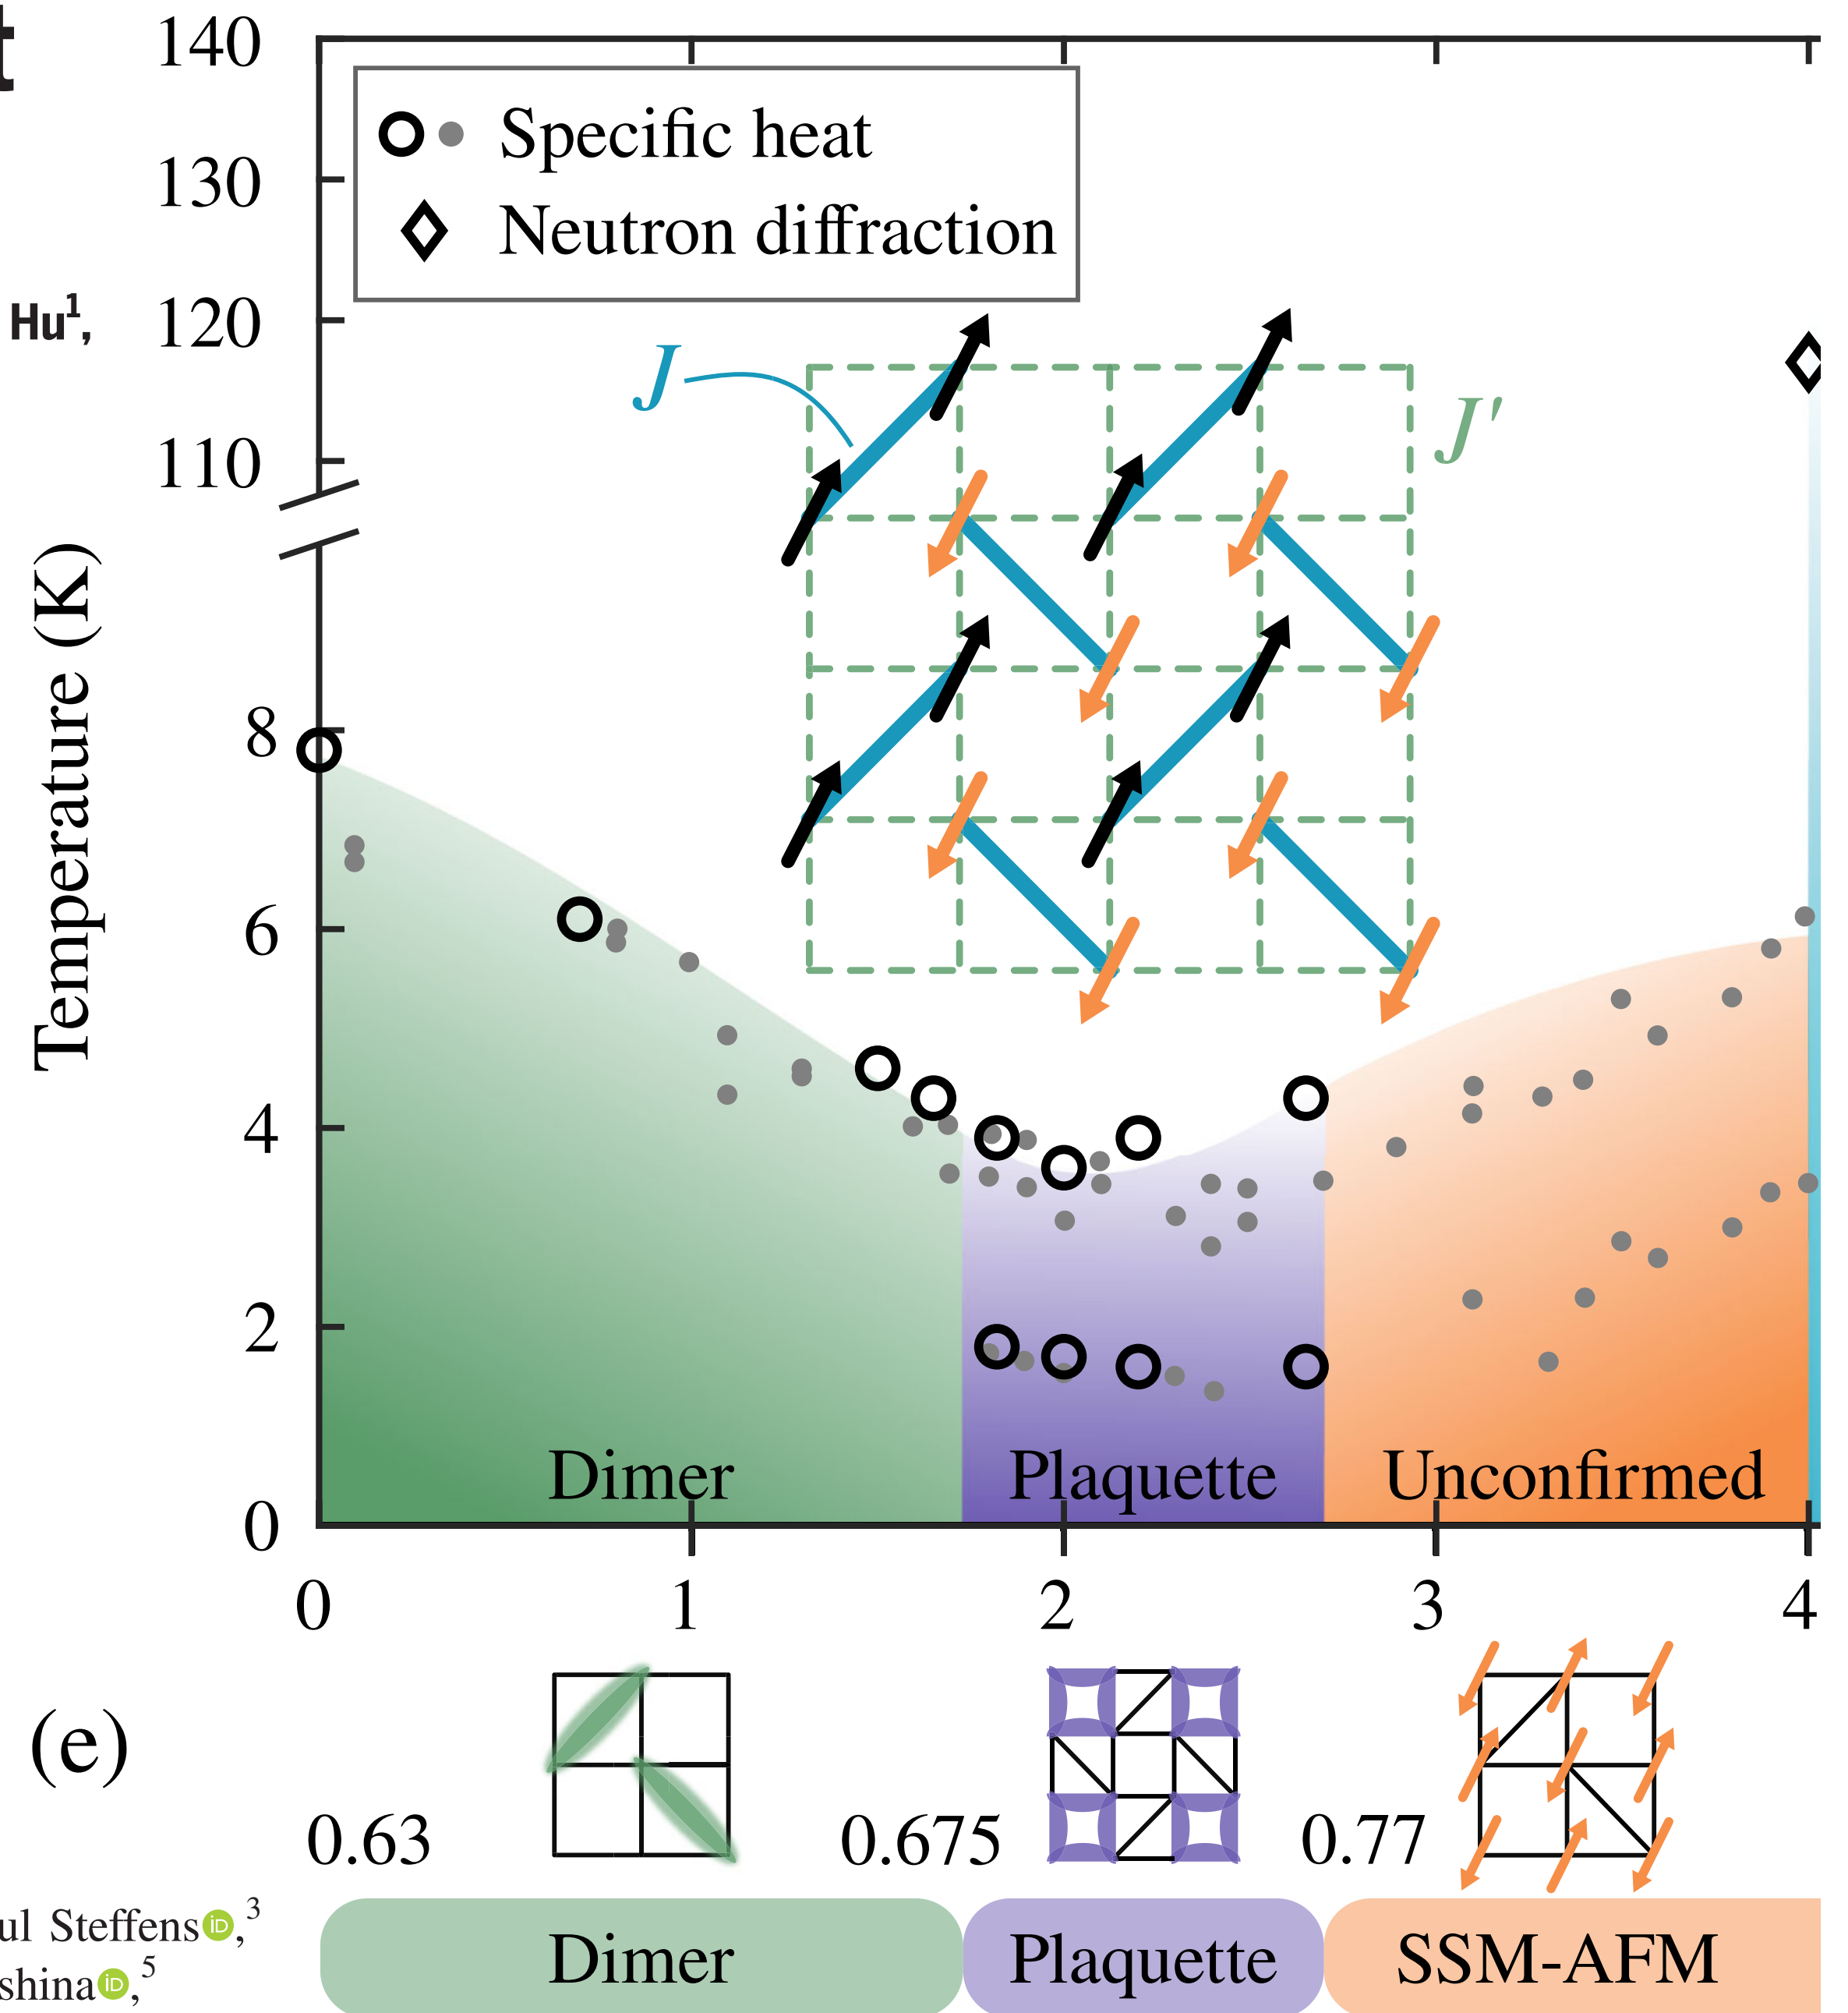 t
Hu¹,
140
130
120
110
8
6
4
2
0
Temperature (K)
Specific heat
Neutron diffraction
J
J′
Dimer
Plaquette
Unconfirmed
0 1 2 3 4
(e)
0.63 0.675 0.77
Dimer Plaquette SSM-AFM
ul Steffens iD,³
shina iD,⁵